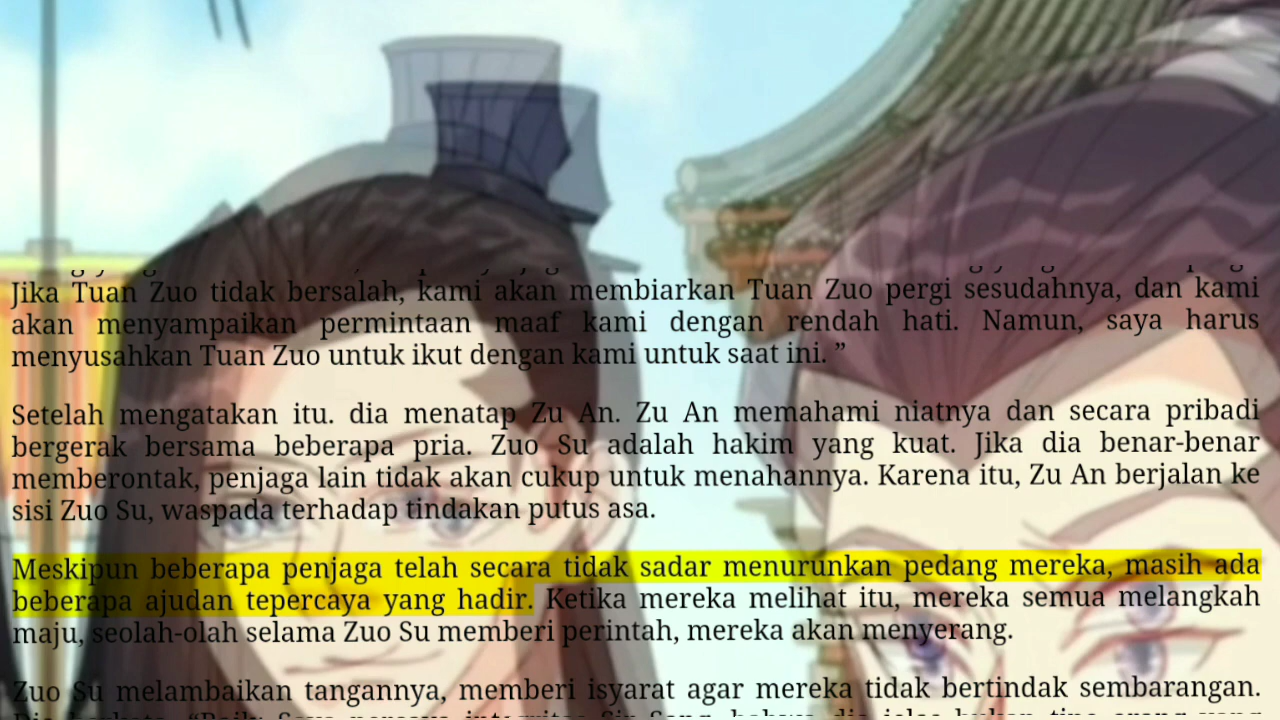 Jika Tuan Zuo tidak bersalah, kami akan membiarkan Tuan Zuo pergi sesudahnya, dan kami
akan menyampaikan permintaan maaf kami dengan rendah hati. Namun, saya harus
menyusahkan Tuan Zuo untuk ikut dengan kami untuk saat ini. ”
Setelah mengatakan itu. dia menatap Zu An. Zu An memahami niatnya dan secara pribadi
bergerak bersama beberapa pria. Zuo Su adalah hakim yang kuat. Jika dia benar-benar
memberontak, penjaga lain tidak akan cukup untuk menahannya. Karena itu, Zu An berjalan ke
sisi Zuo Su, waspada terhadap tindakan putus asa.
Meskipun beberapa penjaga telah secara tidak sadar menurunkan pedang mereka, masih ada
beberapa ajudan tepercaya yang hadir. Ketika mereka melihat itu, mereka semua melangkah
maju, seolah-olah selama Zuo Su memberi perintah, mereka akan menyerang.
Zuo Su melambaikan tangannya, memberi isyarat agar mereka tidak bertindak sembarangan.